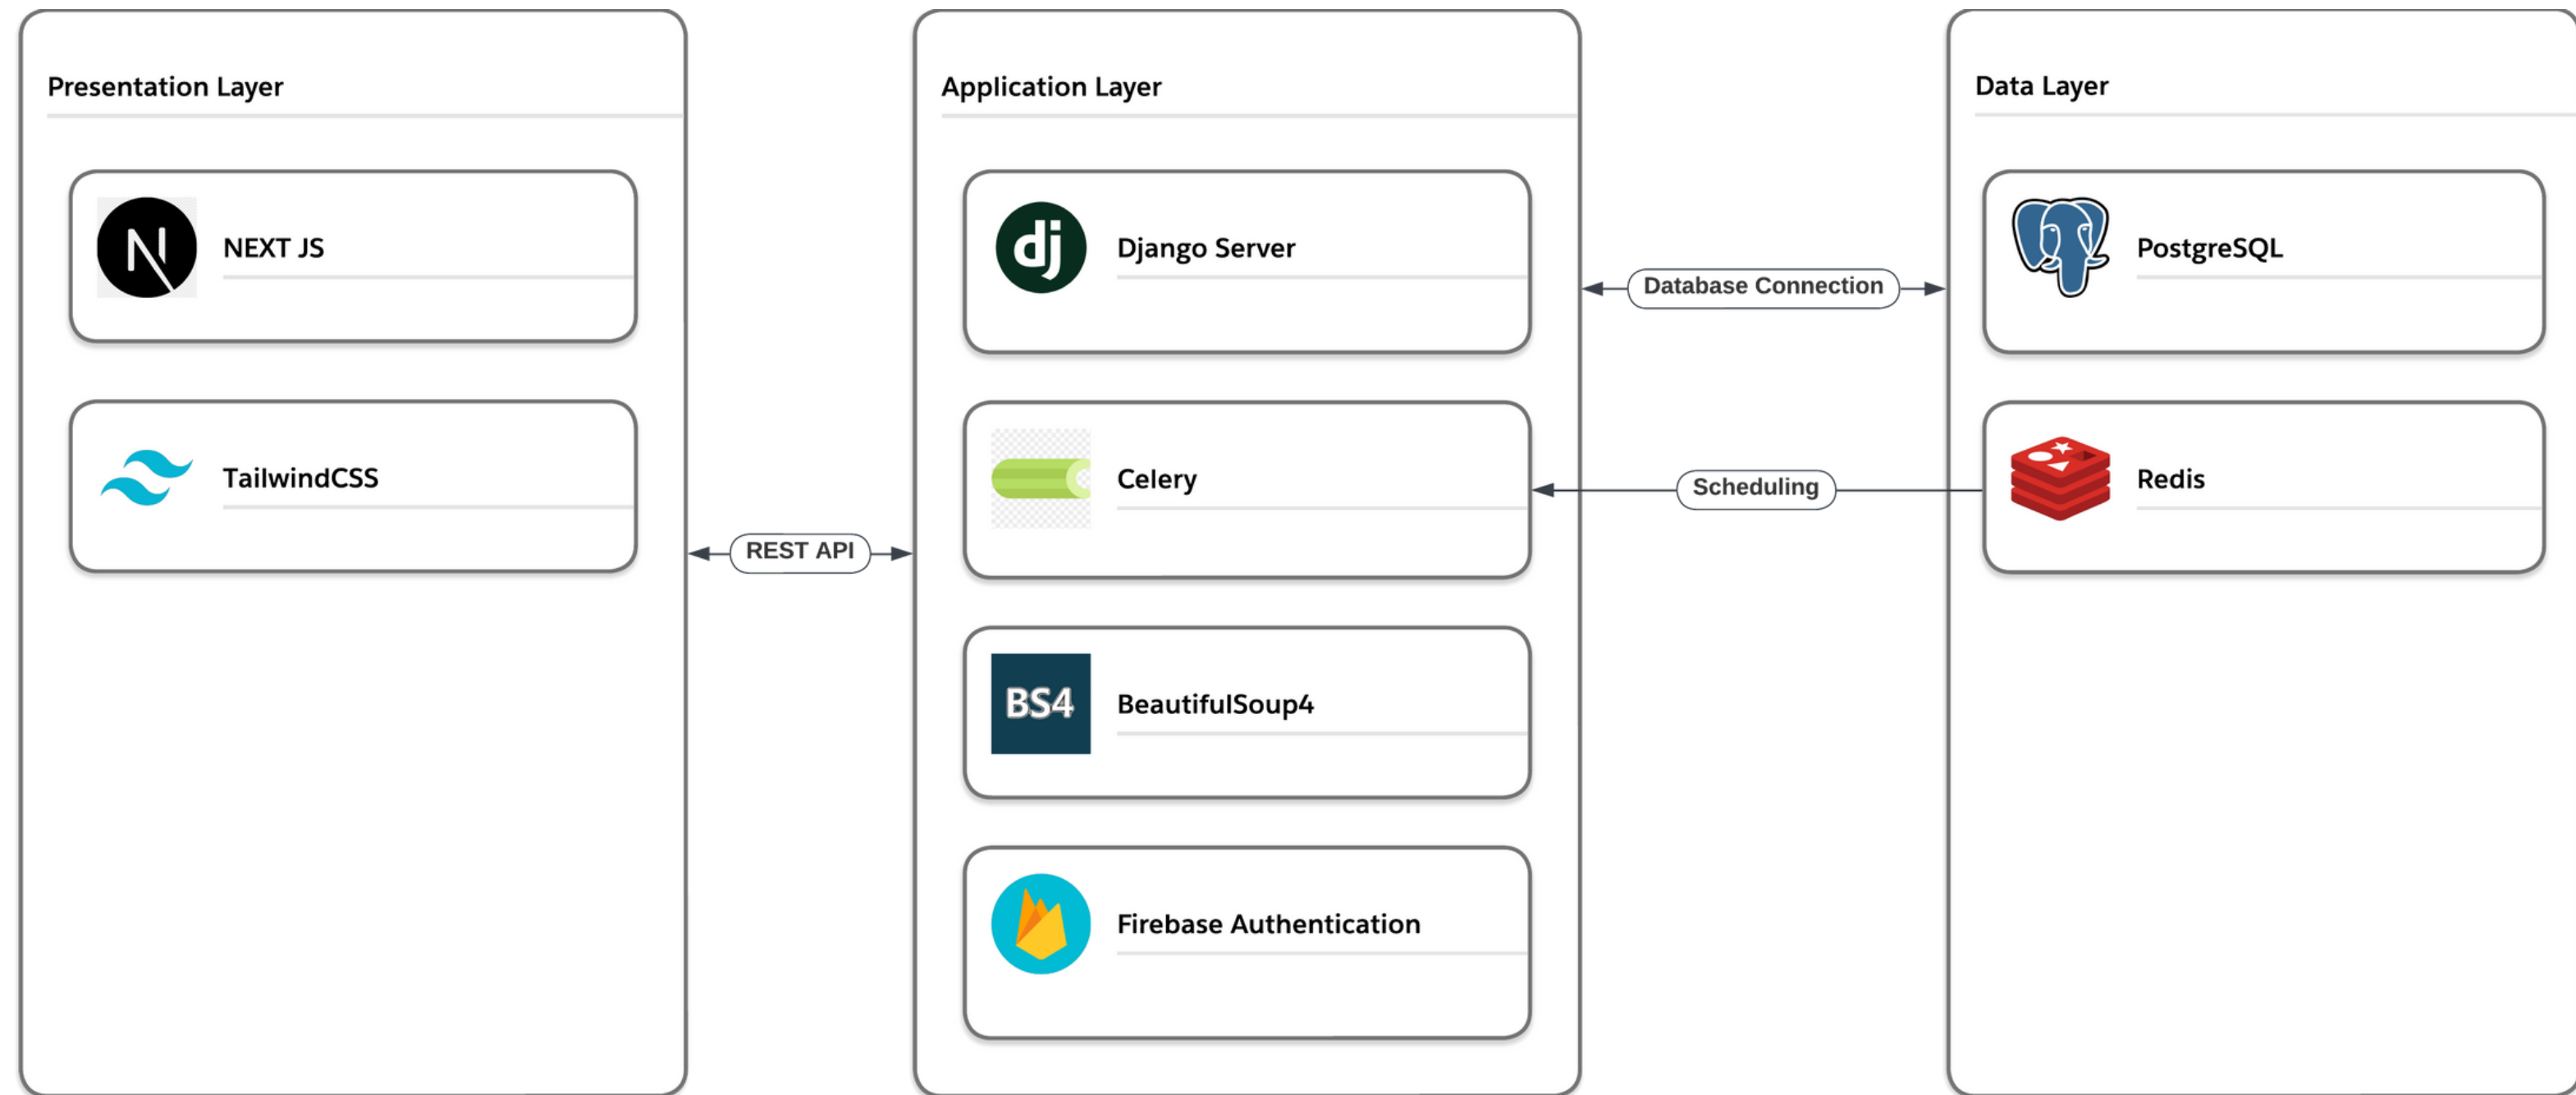 Presentation Layer
NEXT JS
TailwindCSS
REST API
Application Layer
dj
Django Server
Celery
BS4
BeautifulSoup4
Firebase Authentication
Database Connection
Scheduling
Data Layer
PostgreSQL
Redis